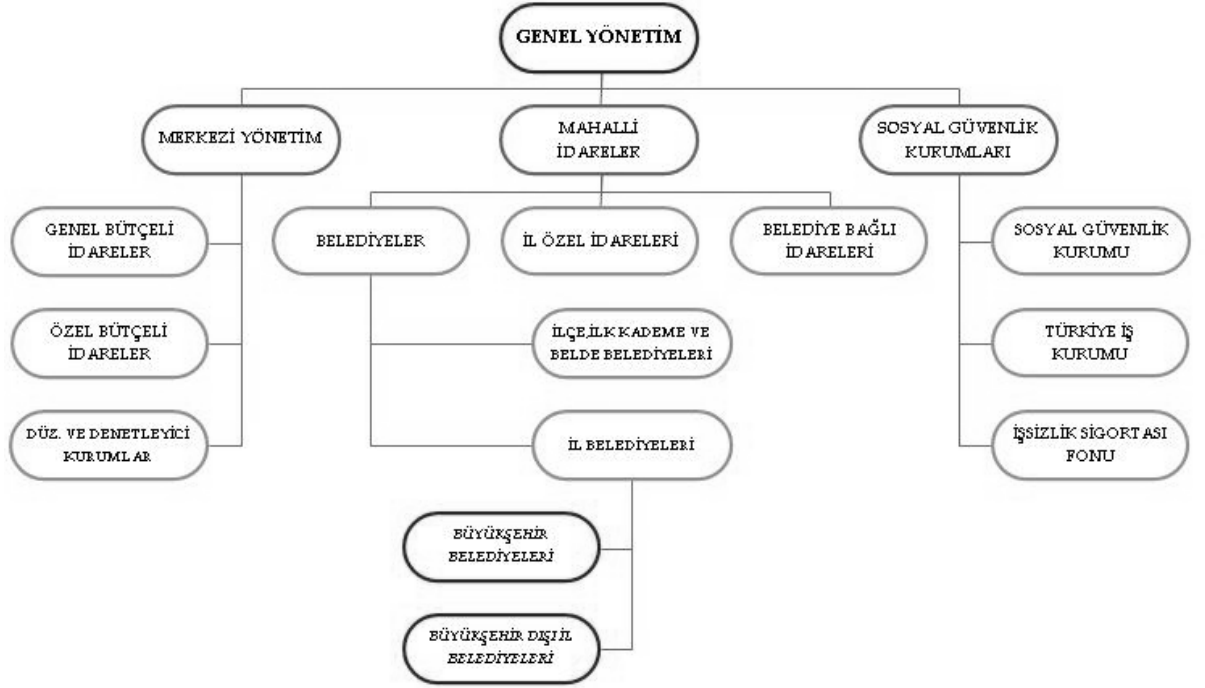 GENEL YÖNETİM
MERKEZİ YÖNETİM
MAHALLİ
İDARELER
SOSYAL GÜVENLİK
KURUMLARI
GENEL BÜTÇELİ
İDARELER
BELEDİYELER
İL ÖZEL İDARELERİ
BELEDİYE BAĞLI
İDARELERİ
SOSYAL GÜVENLİK
KURUMU
ÖZEL BÜTÇELİ
İDARELER
İLÇE,İLK KADEME VE
BELDE BELEDİYELERİ
TÜRKİYE İŞ
KURUMU
DÜZ. VE DENETLEYİCİ
KURUMLAR
İL BELEDİYELERİ
İŞSİZLİK SİGORTASI
FONU
BÜYÜKŞEHİR
BELEDİYELERİ
BÜYÜKŞEHİR DIŞI İL
BELEDİYELERİ